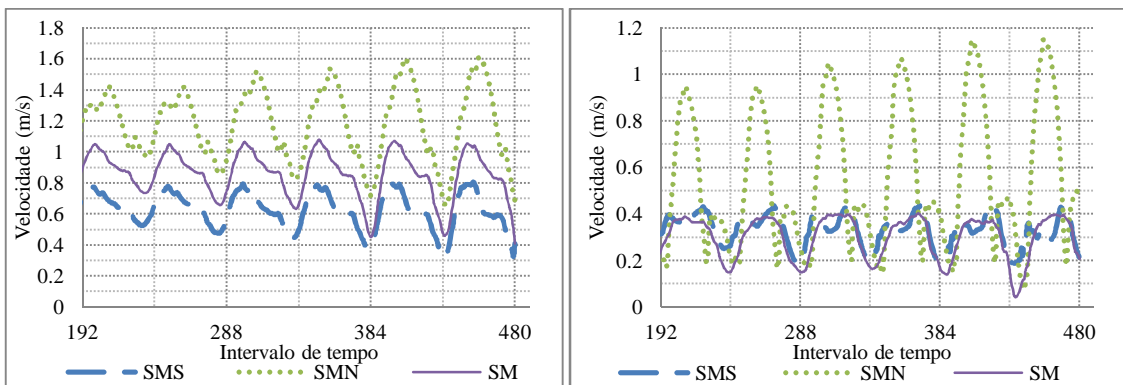 1.8
1.6
1.4
1.2
1
0.8
0.6
0.4
0.2
0
Velocidade (m/s)
192 288 384 480
Intervalo de tempo
SMS SMN SM
1.2
1
0.8
0.6
0.4
0.2
0
Velocidade (m/s)
192 288 384 480
Intervalo de tempo
SMS SMN SM